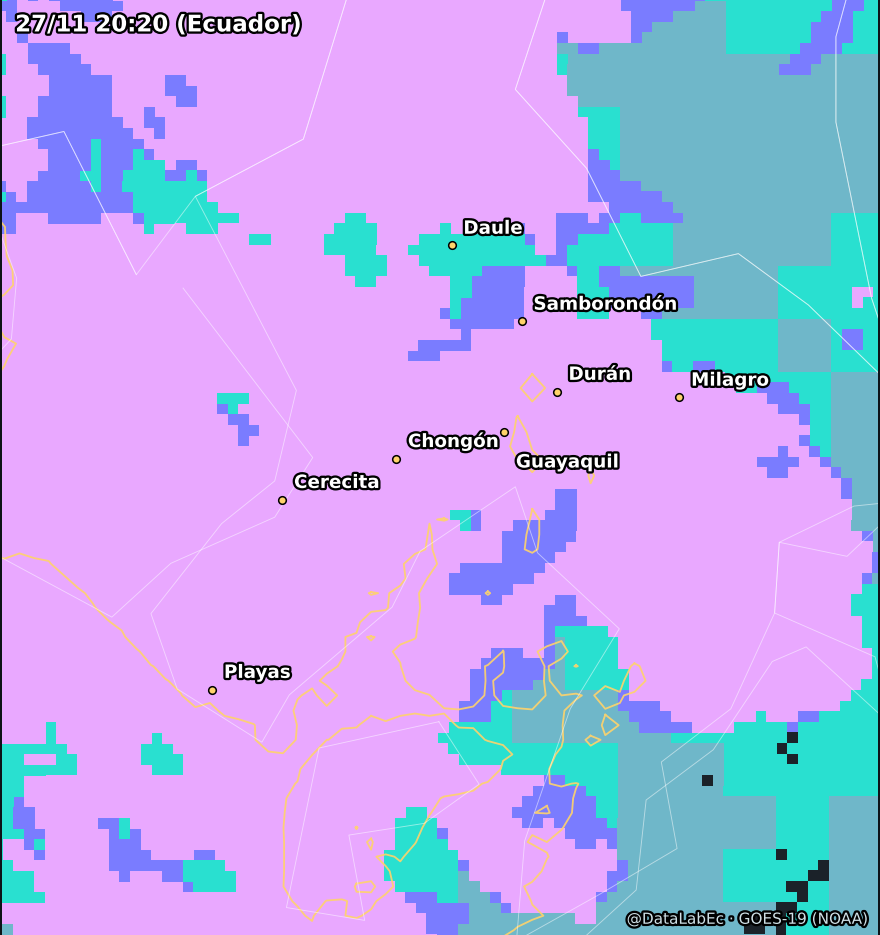 27/11 20:20 (Ecuador)
Daule
Samborondón
Durán
Milagro
Chongón
Guayaquil
Cerecita
Playas
@DataLabEc · GOES-19 (NOAA)